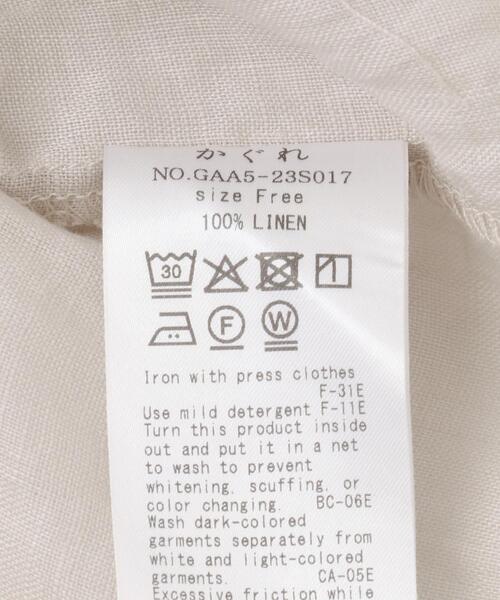 かぐれ
NO.GAA5-23S017
size Free
100% LINEN
30
F W
Iron with press clothes
F-31E
Use mild detergent F-11E
Turn this product inside
out and put it in a net
to wash to prevent
whitening, scuffing, or
color changing. BC-06E
Wash dark-colored
garments separately from
white and light-colored
garments. CA-05E
Excessive friction while